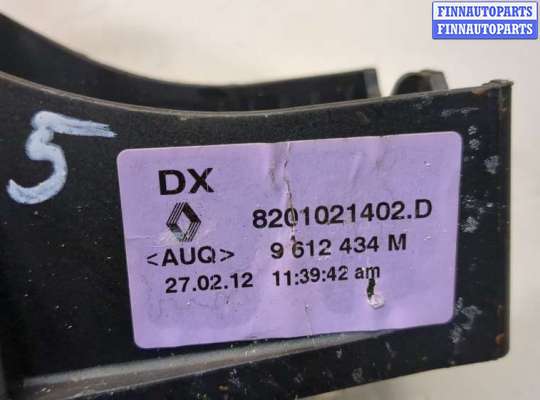 FINNAUTOPARTS
FINNAUTOPARTS
5
DX
8201021402.D
<AUQ> 9 612 434 M
27.02.12 11:39:42 am